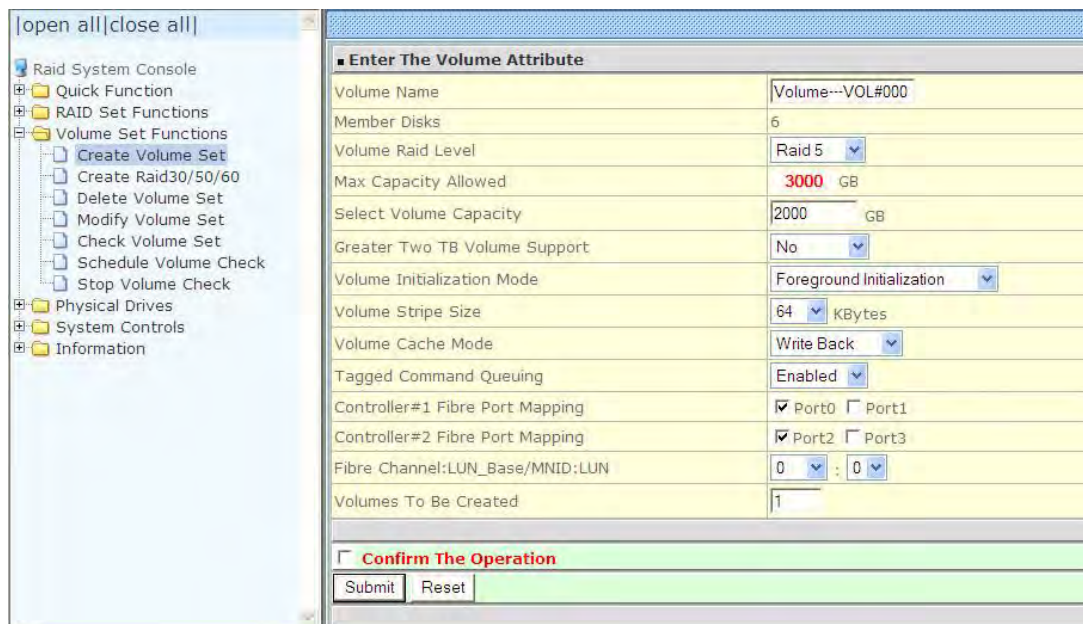 |open all|close all|
Raid System Console
Quick Function
RAID Set Functions
Volume Set Functions
Create Volume Set
Create Raid30/50/60
Delete Volume Set
Modify Volume Set
Check Volume Set
Schedule Volume Check
Stop Volume Check
Physical Drives
System Controls
Information
Enter The Volume Attribute
Volume Name Volume---VOL#000
Member Disks 6
Volume Raid Level Raid 5
Max Capacity Allowed 3000 GB
Select Volume Capacity 2000 GB
Greater Two TB Volume Support No
Volume Initialization Mode Foreground Initialization
Volume Stripe Size 64 KBytes
Volume Cache Mode Write Back
Tagged Command Queuing Enabled
Controller#1 Fibre Port Mapping Port0 Port1
Controller#2 Fibre Port Mapping Port2 Port3
Fibre Channel:LUN_Base/MNID:LUN 0 : 0
Volumes To Be Created 1
Confirm The Operation
Submit Reset